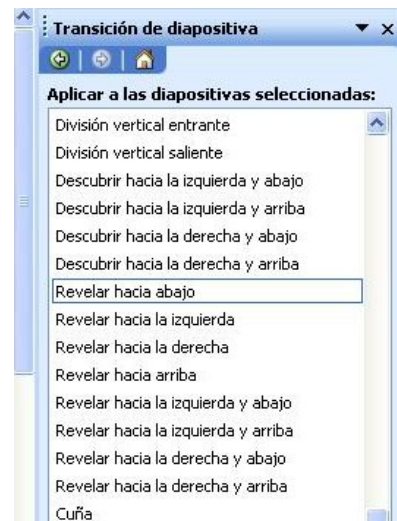 Transición de diapositiva
Aplicar a las diapositivas seleccionadas:
División vertical entrante
División vertical saliente
Descubrir hacia la izquierda y abajo
Descubrir hacia la izquierda y arriba
Descubrir hacia la derecha y abajo
Descubrir hacia la derecha y arriba
Revelar hacia abajo
Revelar hacia la izquierda
Revelar hacia la derecha
Revelar hacia arriba
Revelar hacia la izquierda y abajo
Revelar hacia la izquierda y arriba
Revelar hacia la derecha y abajo
Revelar hacia la derecha y arriba
Cuña